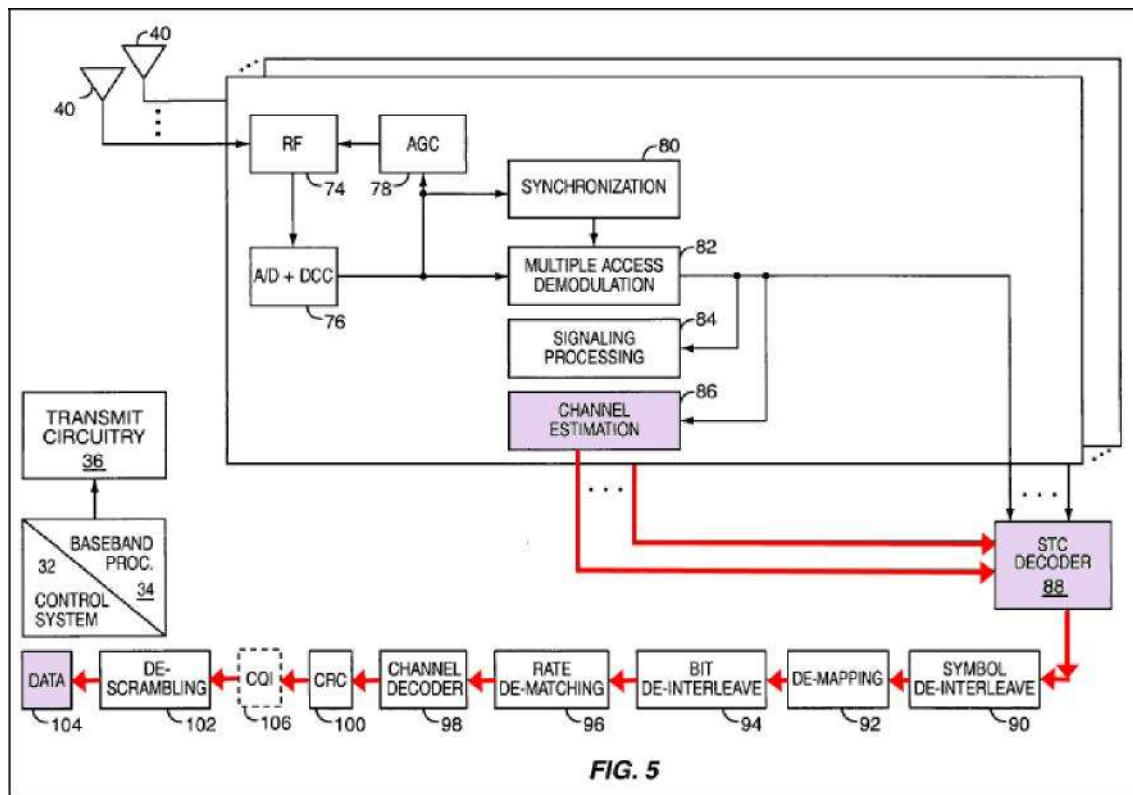 40
40
RF
74
AGC
78
80
SYNCHRONIZATION
A/D + DCC
76
82
MULTIPLE ACCESS
DEMODULATION
84
SIGNALING
PROCESSING
86
CHANNEL
ESTIMATION
TRANSMIT
CIRCUITRY
36
BASEBAND
PROC.
34
32
CONTROL
SYSTEM
STC
DECODER
88
DATA
104
DE-
SCRAMBLING
102
CQI
106
CRC
100
CHANNEL
DECODER
98
RATE
DE-MATCHING
96
BIT
DE-INTERLEAVE
94
DE-MAPPING
92
SYMBOL
DE-INTERLEAVE
90
FIG. 5